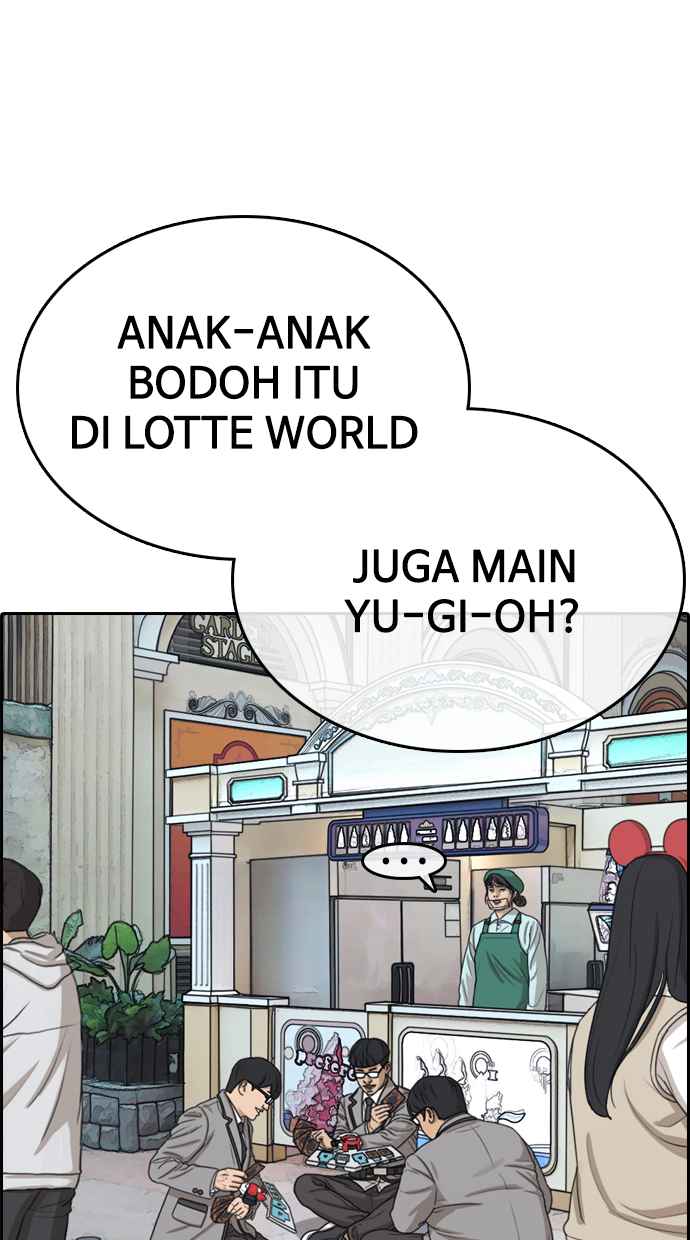 ANAK-ANAK
BODOH ITU
DI LOTTE WORLD
JUGA MAIN
YU-GI-OH?
GARDEN
STAGE
...